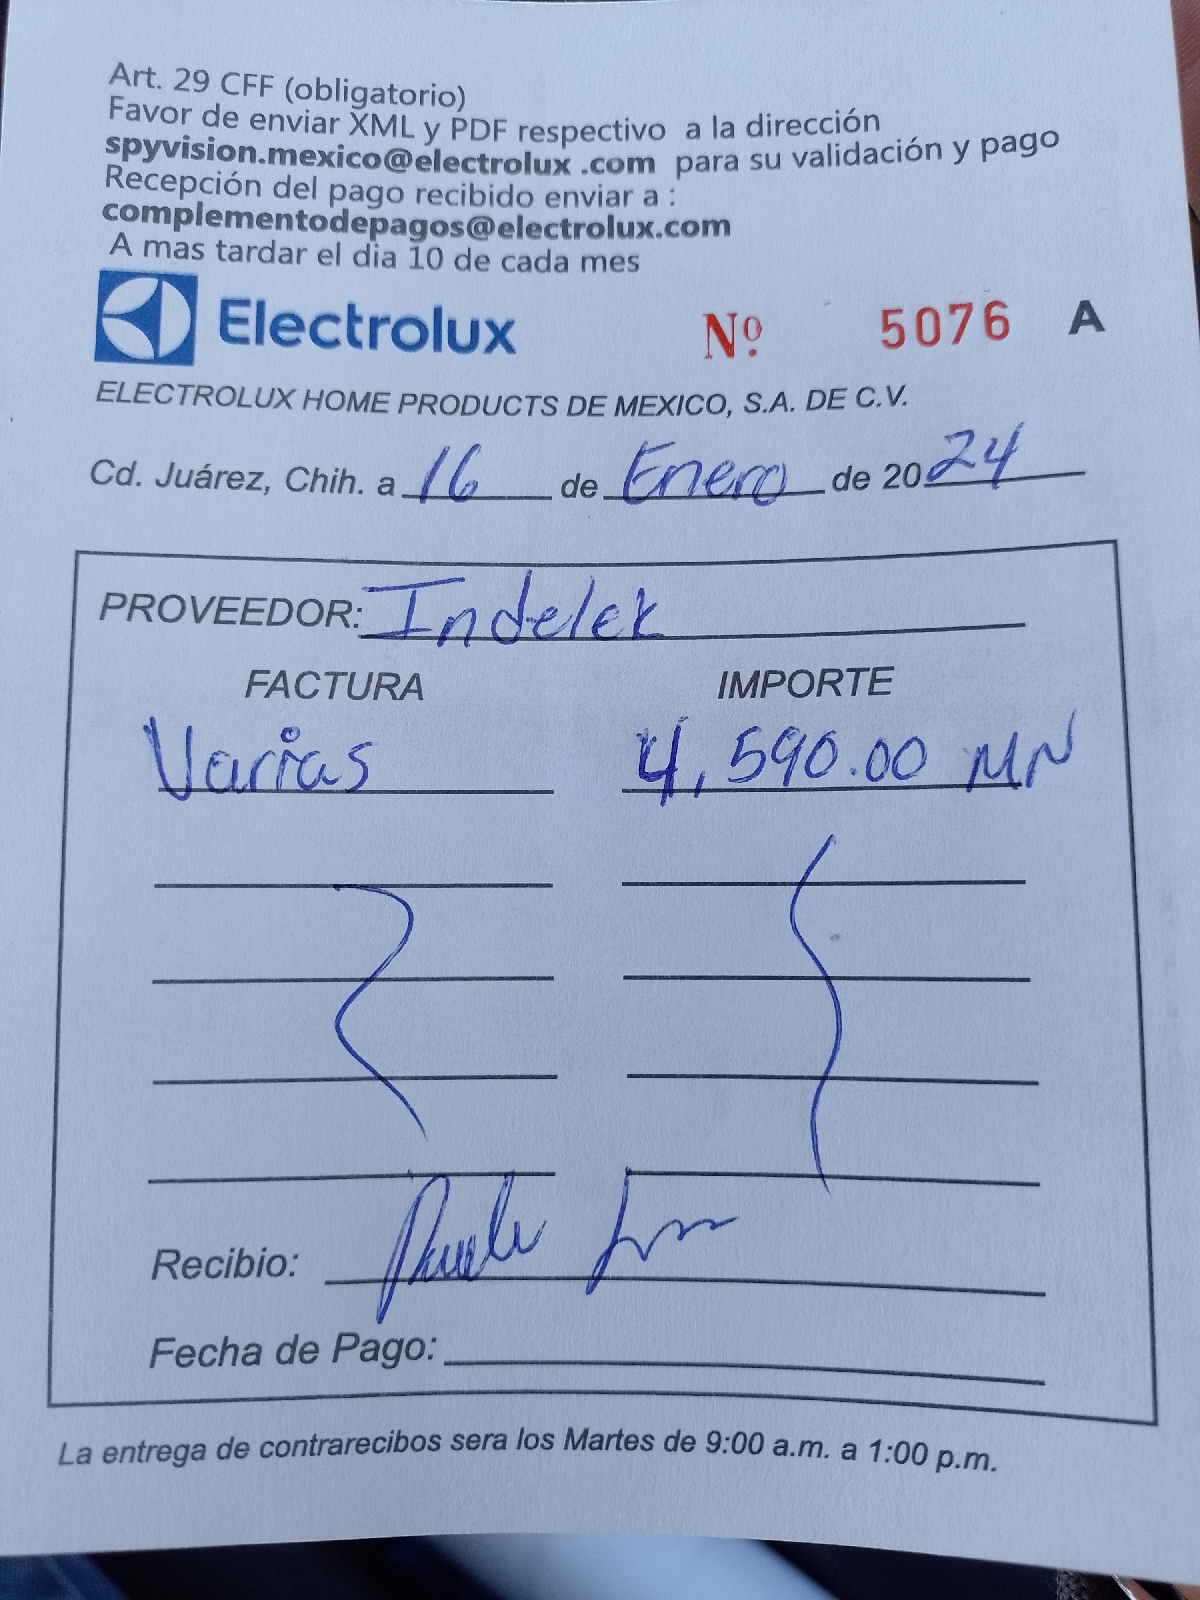 Art. 29 CFF (obligatorio)
Favor de enviar XML y PDF respectivo a la dirección
spyvision.mexico@electrolux .com para su validación y pago
Recepción del pago recibido enviar a :
complementodepagos@electrolux.com
A mas tardar el dia 10 de cada mes
Electrolux Nº 5076 A
ELECTROLUX HOME PRODUCTS DE MEXICO, S.A. DE C.V.
Cd. Juárez, Chih. a 16 de Enero de 2024
PROVEEDOR: Indelek
FACTURA IMPORTE
Varias 4,590.00 MN
Recibio:
Fecha de Pago:
La entrega de contrarecibos sera los Martes de 9:00 a.m. a 1:00 p.m.